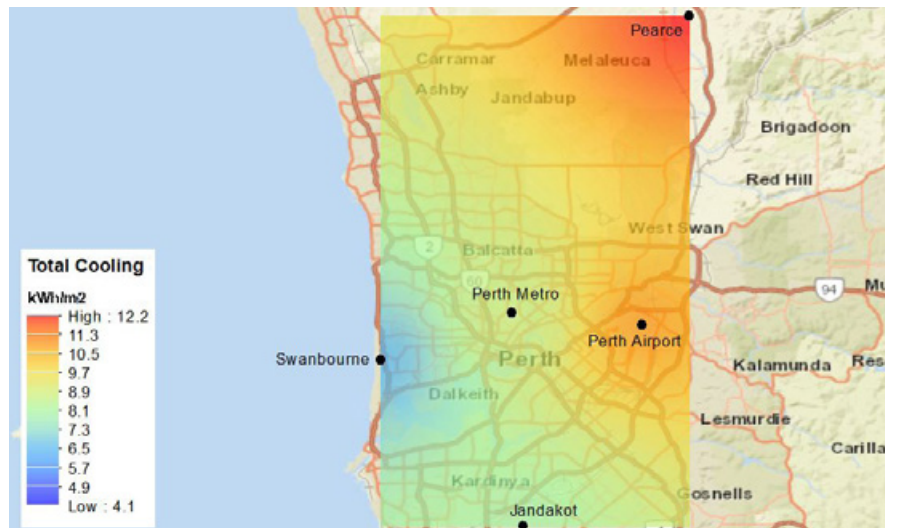 Pearce
Carramar
Melaleuca
Ashby
Jandabup
Brigadoon
Red Hill
West Swan
2
Balcatta
60
94
Perth Metro
Perth Airport
Swanbourne
Perth
Kalamunda
Res
Dalkeith
Lesmurdie
Carilla
Kardinya
Gosnells
Jandakot
Total Cooling
kWh/m2
High : 12.2
11.3
10.5
9.7
8.9
8.1
7.3
6.5
5.7
4.9
Low : 4.1